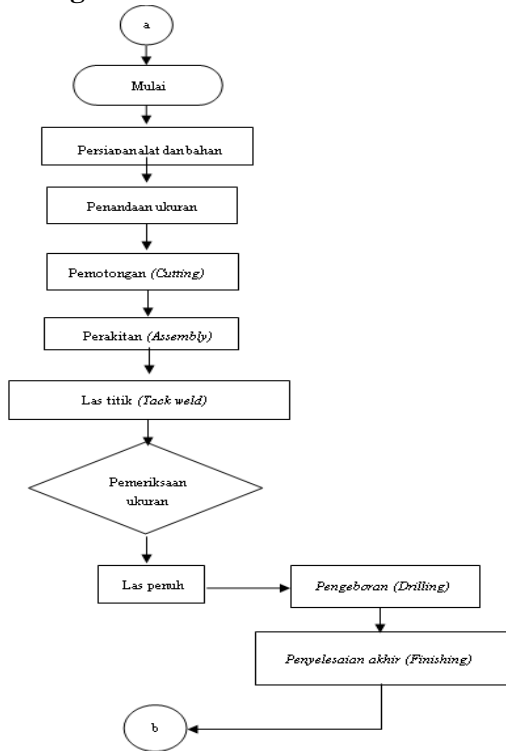 a
Mulai
Persiapan alat dan bahan
Penandaan ukuran
Pemotongan (Cutting)
Perakitan (Assembly)
Las titik (Tack weld)
Pemeriksaan
ukuran
Las penuh
Pengeboran (Drilling)
Penyelesaian akhir (Finishing)
b